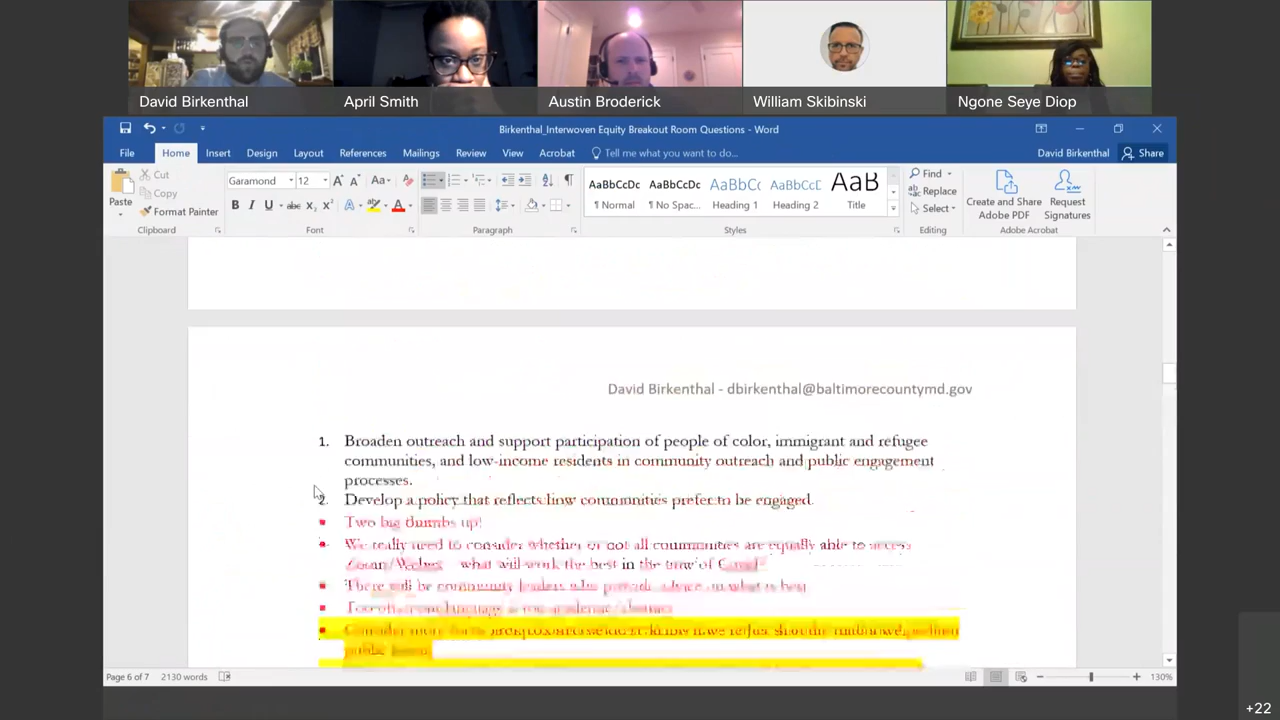 David Birkenthal
April Smith
Austin Broderick
William Skibinski
Ngone Seye Diop
Birkenthal_Interwoven Equity Breakout Room Questions - Word
File Home Insert Design Layout References Mailings Review View Acrobat Tell me what you want to do... David Birkenthal Share
Paste
Cut
Copy
Format Painter
Clipboard
Garamond 12
Font
Paragraph
AaBbCcDc
¶ Normal
AaBbCcDc
¶ No Spac...
AaBbCc
Heading 1
AaBbCcD
Heading 2
AaB
Title
Styles
Find
Replace
Select
Editing
Create and Share
Adobe PDF
Request
Signatures
Adobe Acrobat
David Birkenthal - dbirkenthal@baltimorecountymd.gov
1. Broaden outreach and support participation of people of color, immigrant and refugee
communities, and low-income residents in community outreach and public engagement
processes.
2. Develop a policy that reflects how communities prefer to be engaged.
Two big thumbs up!
We really need to consider whether or not all communities are equally able to access
what will work the best in the time of Covid?
There will be community leaders who provide advice on what is best
Page 6 of 7 2130 words
130%
+22